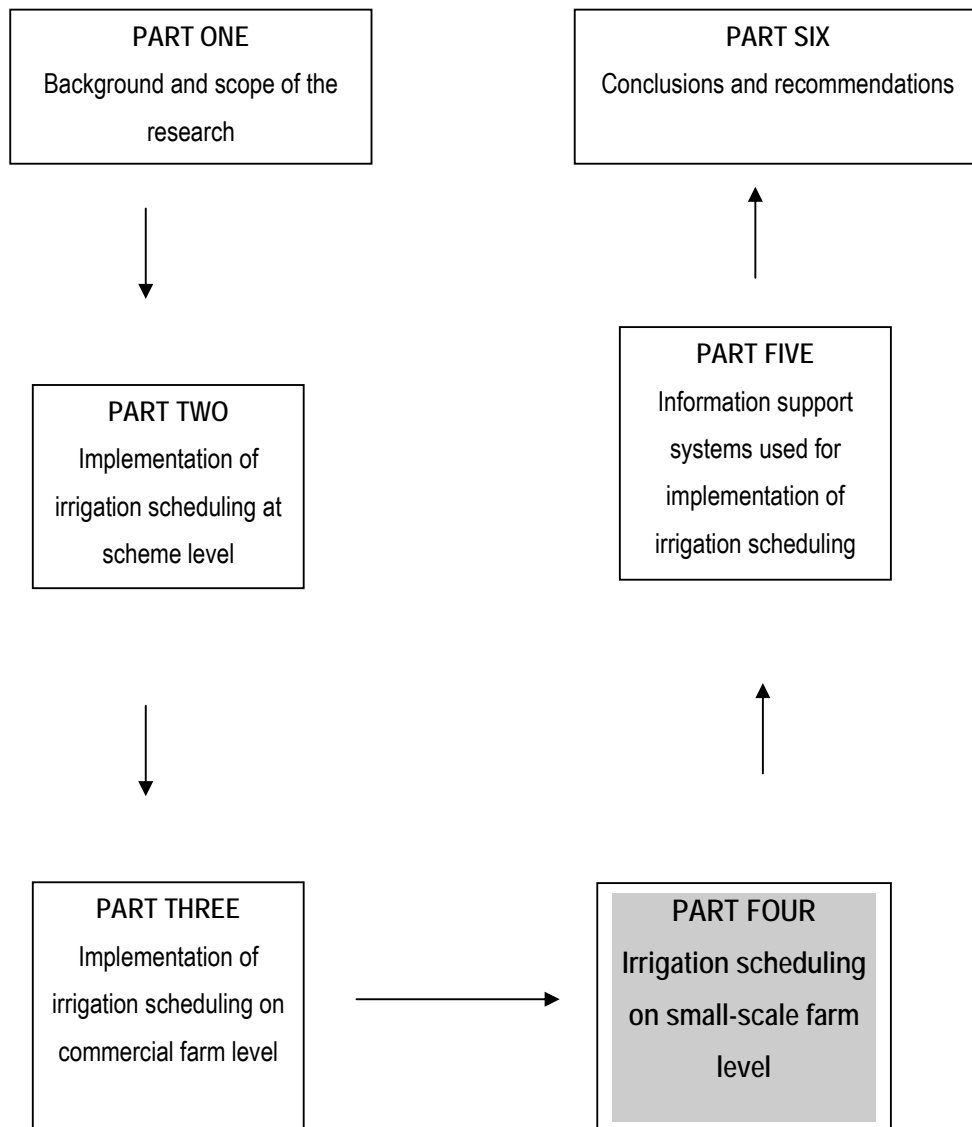 PART ONE
Background and scope of the
research
PART TWO
Implementation of
irrigation scheduling at
scheme level
PART THREE
Implementation of
irrigation scheduling on
commercial farm level
PART FOUR
Irrigation scheduling
on small-scale farm
level
PART FIVE
Information support
systems used for
implementation of
irrigation scheduling
PART SIX
Conclusions and recommendations